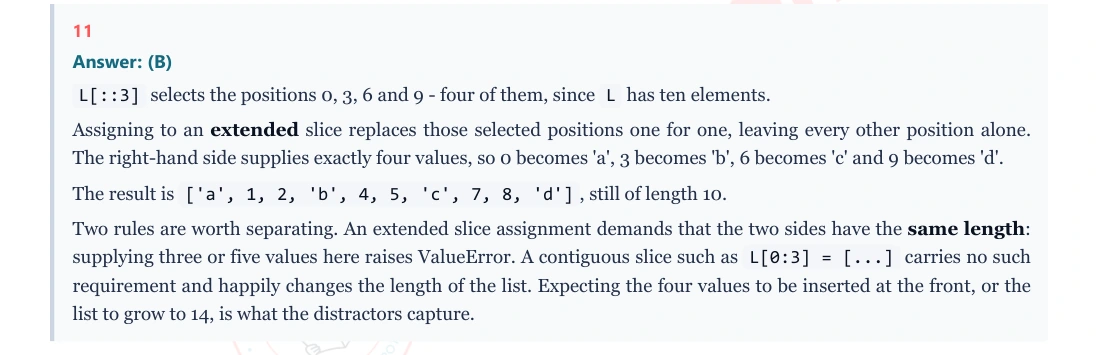 11
Answer: (B)
L[::3] selects the positions 0, 3, 6 and 9 - four of them, since L has ten elements.
Assigning to an extended slice replaces those selected positions one for one, leaving every other position alone.
The right-hand side supplies exactly four values, so 0 becomes 'a', 3 becomes 'b', 6 becomes 'c' and 9 becomes 'd'.
The result is ['a', 1, 2, 'b', 4, 5, 'c', 7, 8, 'd'] , still of length 10.
Two rules are worth separating. An extended slice assignment demands that the two sides have the same length:
supplying three or five values here raises ValueError. A contiguous slice such as L[0:3] = [...] carries no such
requirement and happily changes the length of the list. Expecting the four values to be inserted at the front, or the
list to grow to 14, is what the distractors capture.